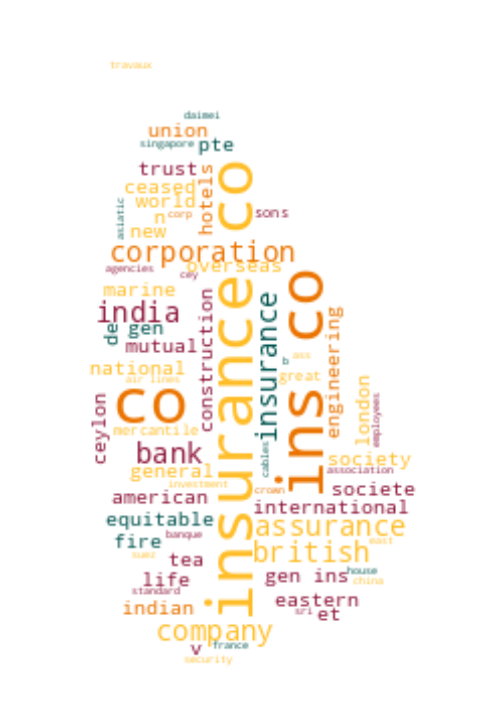 travaux
daimei
union
singapore
pte
trust
hotels
ceased
world
asiatic
n
corp
sons
new
insurance co
corporation
overseas
agencies
cey
marine
india
construction
insurance
ins co
engineering
de
gen
mutual
b
ass
great
national
air lines
co
london
employees
ceylon
mercantile
bank
cables
society
general
association
investment
crown
societe
american
international
equitable
assurance
fire
banque
east
british
suez
tea
house
life
gen ins
china
standard
eastern
indian
sri
et
company
v
france
security